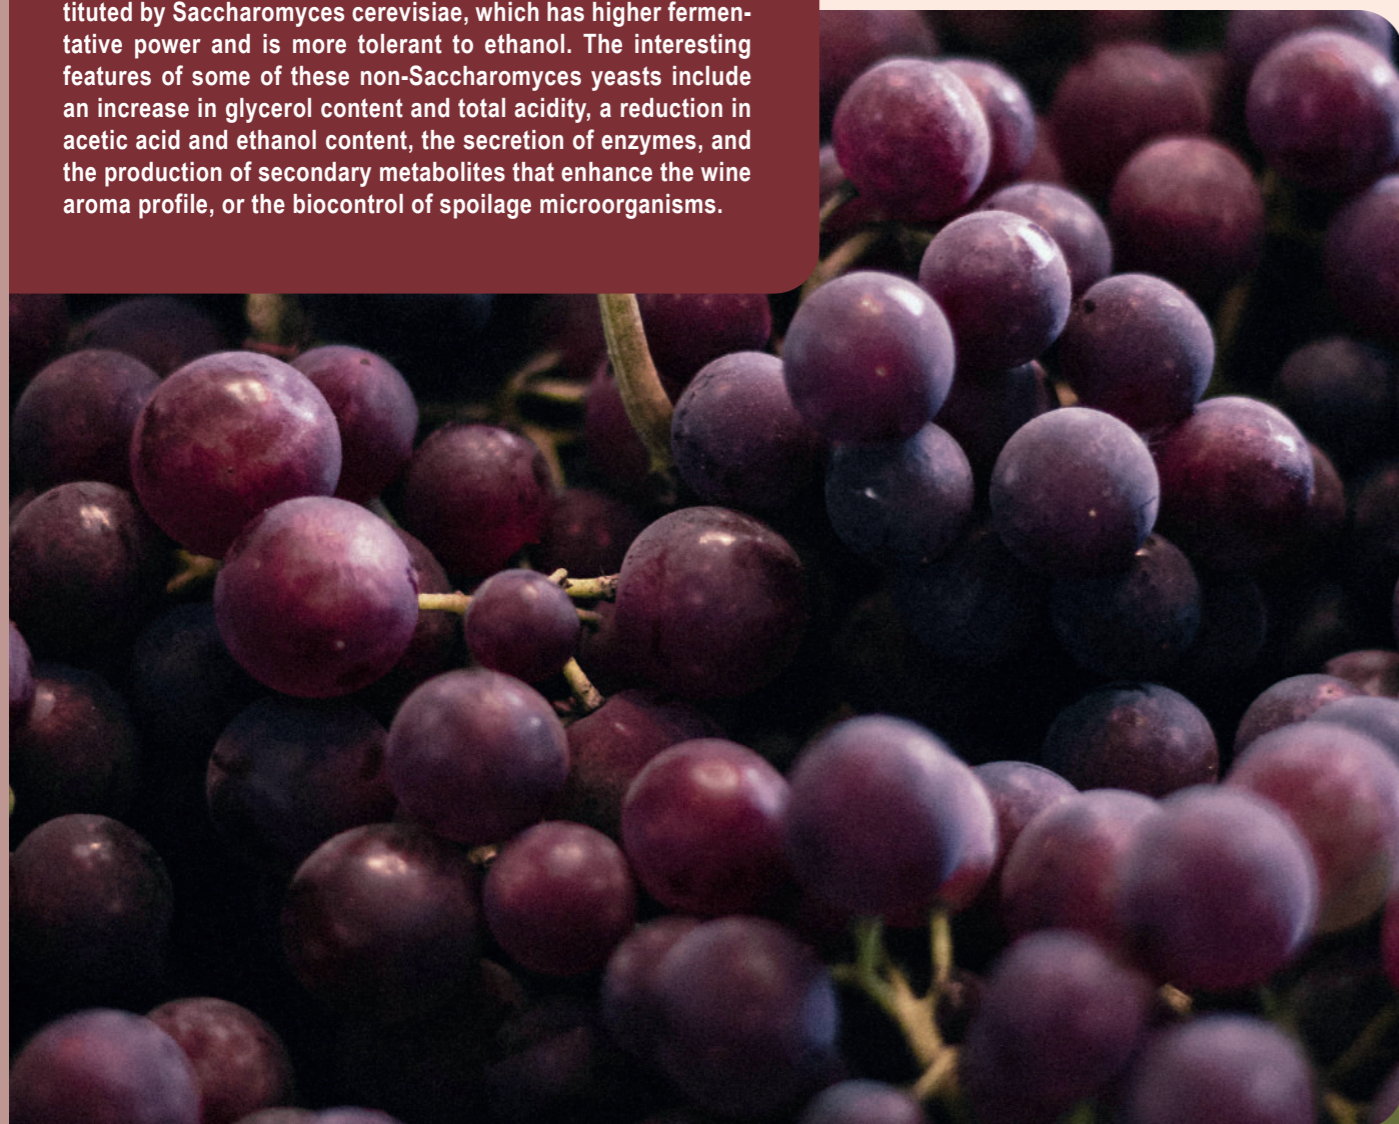 tituted by Saccharomyces cerevisiae, which has higher fermen-
tative power and is more tolerant to ethanol. The interesting
features of some of these non-Saccharomyces yeasts include
an increase in glycerol content and total acidity, a reduction in
acetic acid and ethanol content, the secretion of enzymes, and
the production of secondary metabolites that enhance the wine
aroma profile, or the biocontrol of spoilage microorganisms.